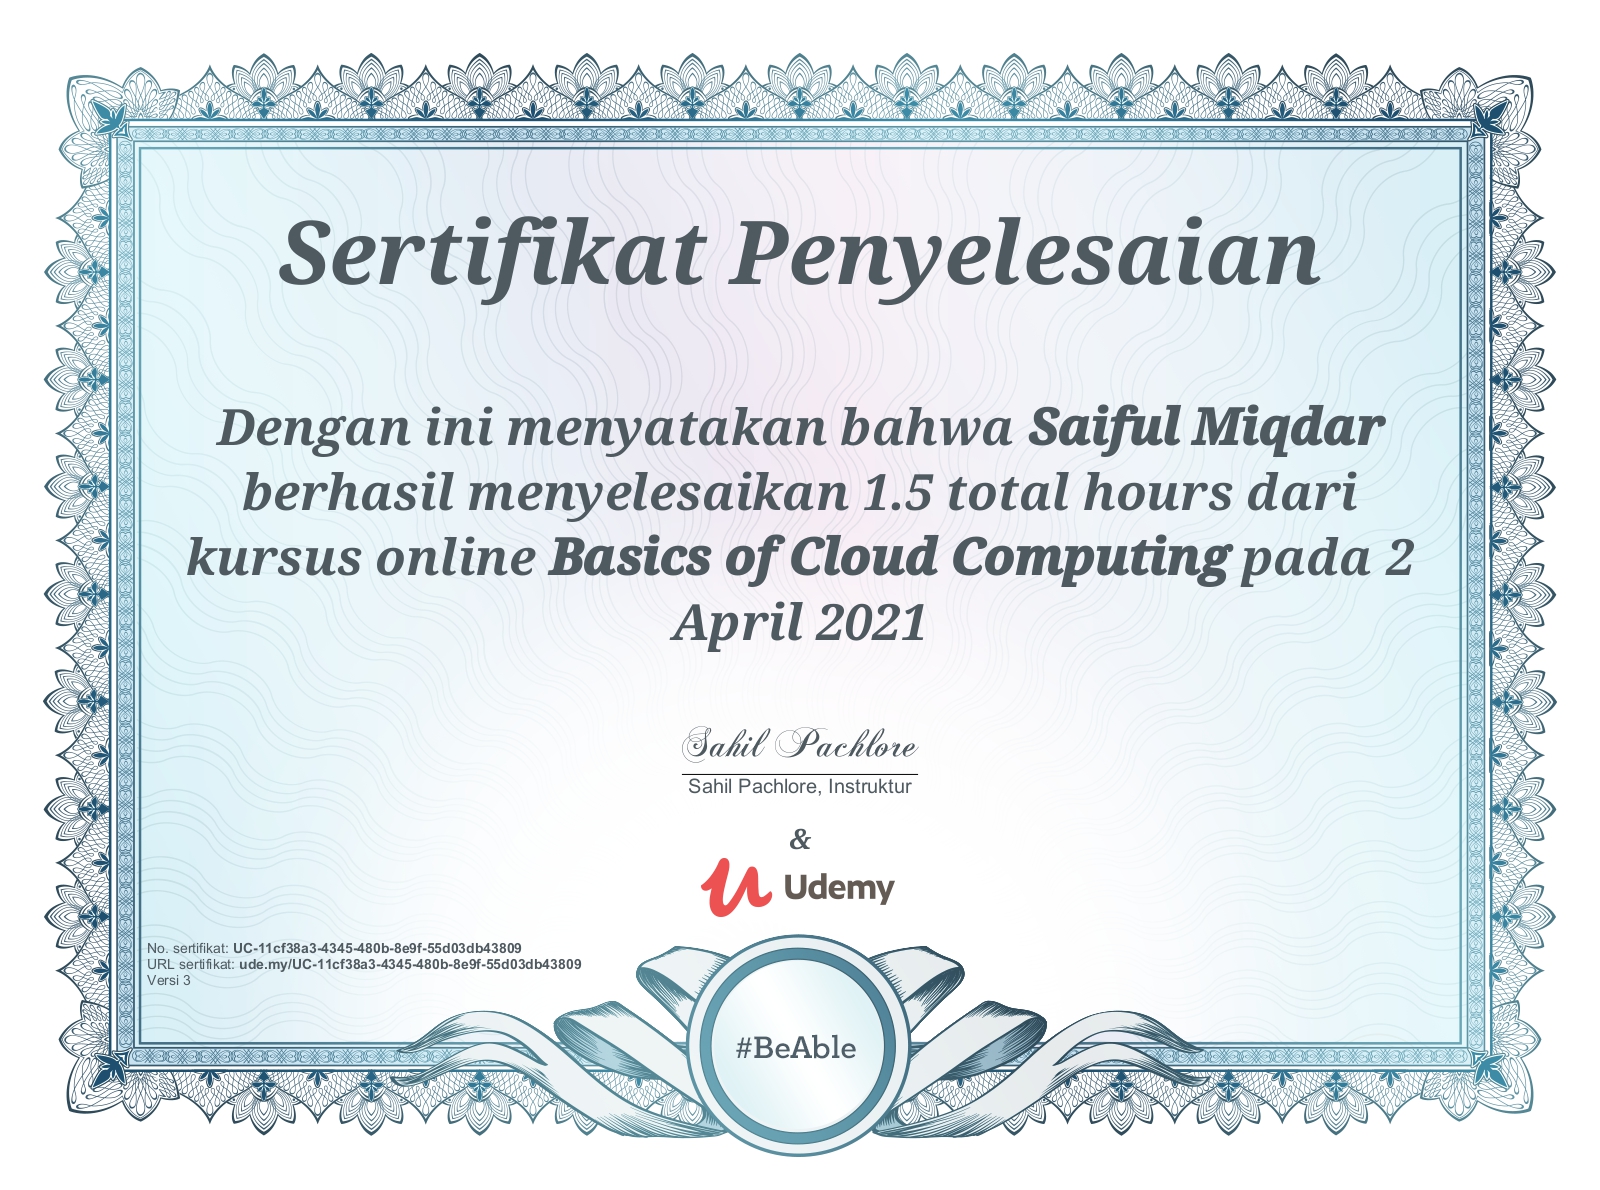 Sertifikat Penyelesaian
Dengan ini menyatakan bahwa Saiful Miqdar
berhasil menyelesaikan 1.5 total hours dari
kursus online Basics of Cloud Computing pada 2
April 2021
Sahil Pachlore
Sahil Pachlore, Instruktur
&
Udemy
No. sertifikat: UC-11cf38a3-4345-480b-8e9f-55d03db43809
URL sertifikat: ude.my/UC-11cf38a3-4345-480b-8e9f-55d03db43809
Versi 3
#BeAble